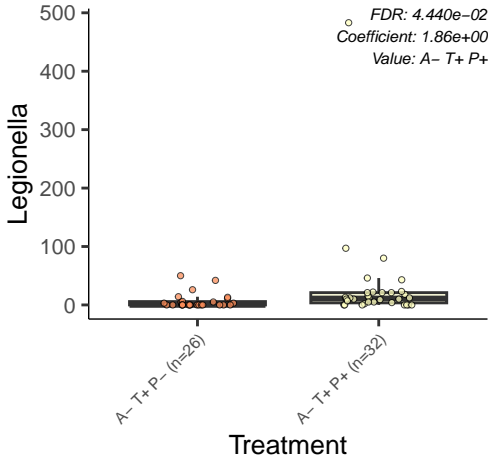 FDR: 4.440e−02
Coefficient: 1.86e+00
Value: A− T+ P+
500
400
300
200
100
0
Legionella
A− T+ P− (n=26)
A− T+ P+ (n=32)
Treatment